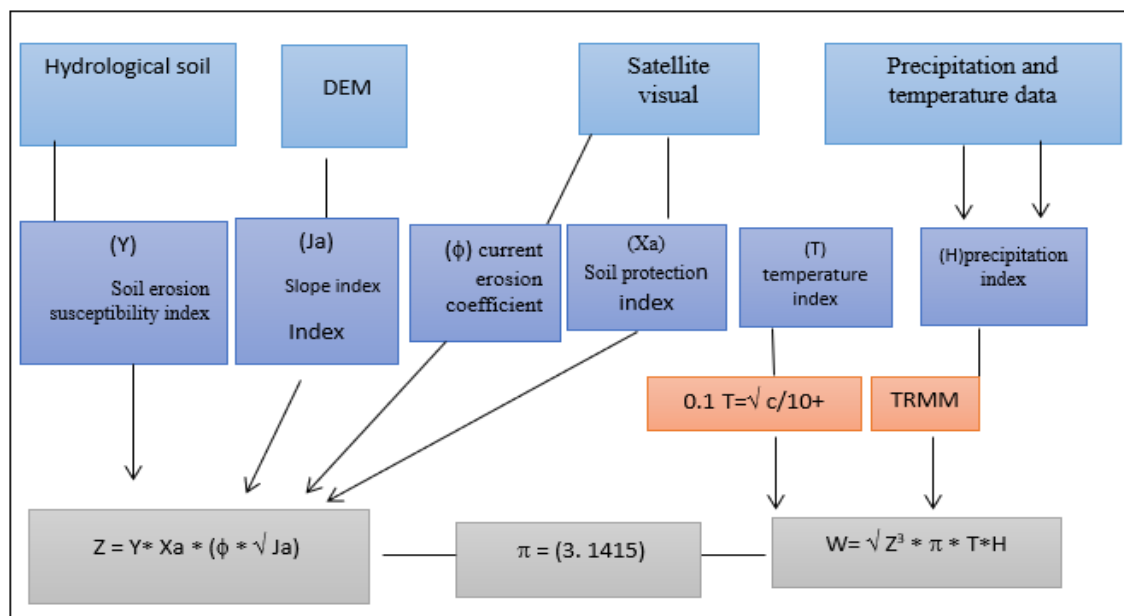 Hydrological soil
DEM
Satellite
visual
Precipitation and
temperature data
(Y)
Soil erosion
susceptibility index
(Ja)
Slope index
Index
(ϕ) current
erosion
coefficient
(Xa)
Soil protection
index
(T)
temperature
index
(H)precipitation
index
0.1 T=√ c/10+
TRMM
Z = Y* Xa * (ϕ * √ Ja)
π = (3. 1415)
W= √ Z³ * π * T*H